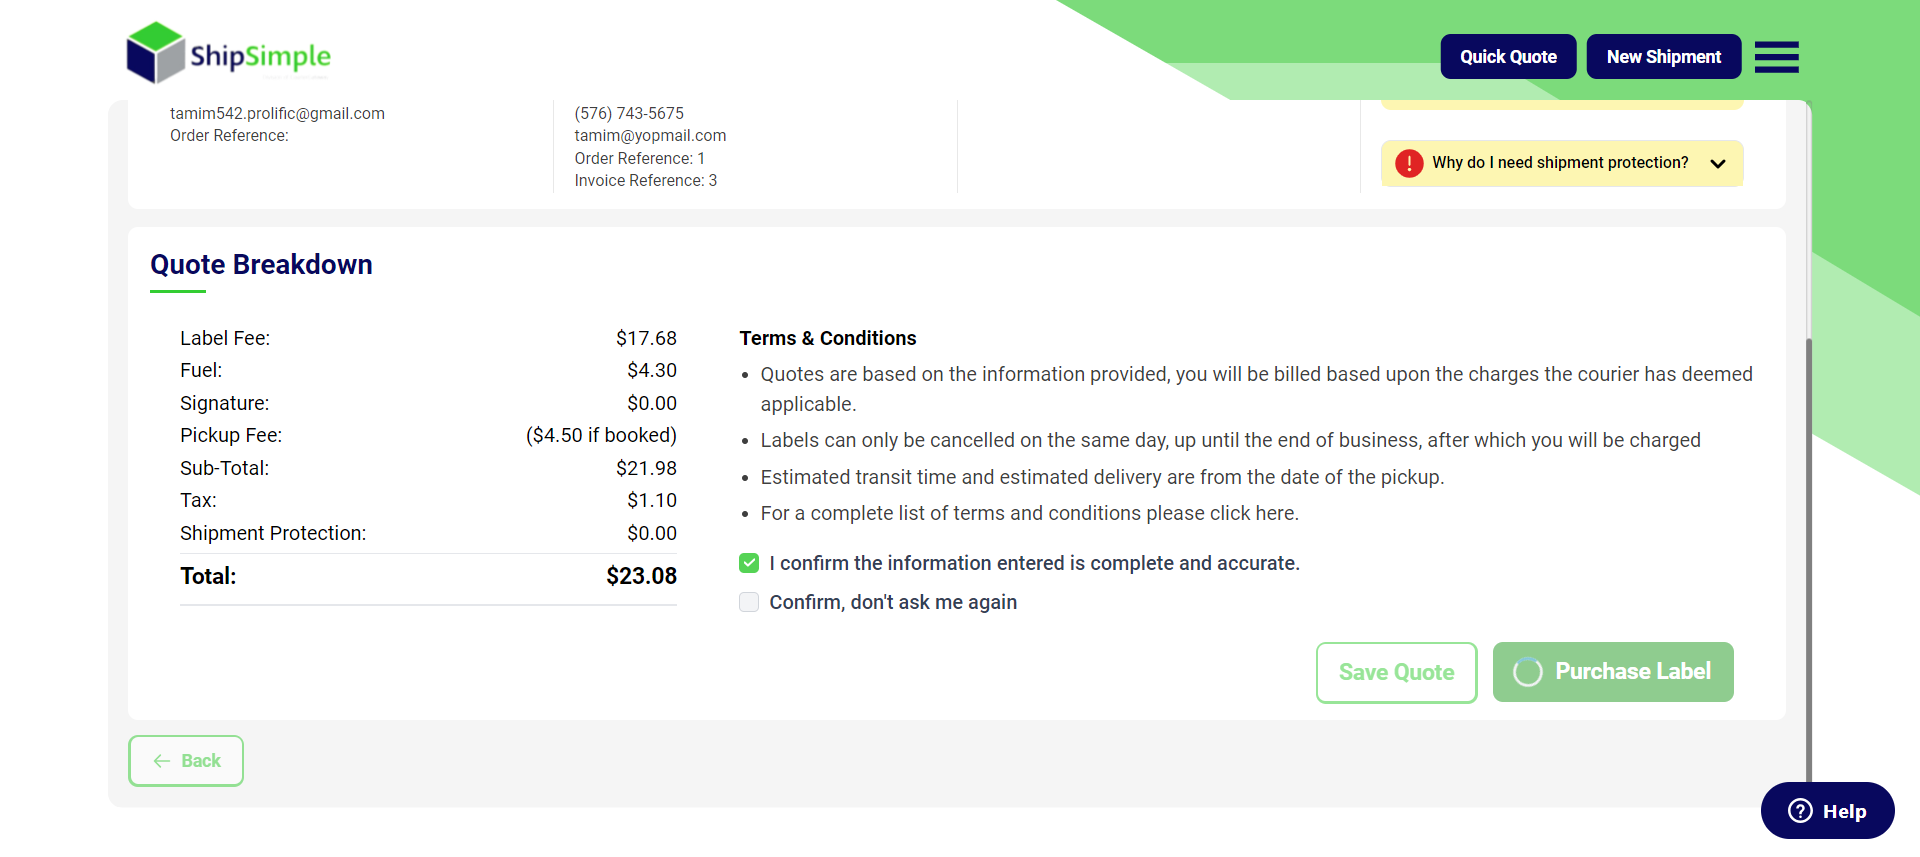 ShipSimple
Quick Quote
New Shipment
tamim542.prolific@gmail.com
Order Reference:
(576) 743-5675
tamim@yopmail.com
Order Reference: 1
Invoice Reference: 3
Why do I need shipment protection?
Quote Breakdown
Label Fee: $17.68
Fuel: $4.30
Signature: $0.00
Pickup Fee: ($4.50 if booked)
Sub-Total: $21.98
Tax: $1.10
Shipment Protection: $0.00
Total: $23.08
Terms & Conditions
• Quotes are based on the information provided, you will be billed based upon the charges the courier has deemed
applicable.
• Labels can only be cancelled on the same day, up until the end of business, after which you will be charged
• Estimated transit time and estimated delivery are from the date of the pickup.
• For a complete list of terms and conditions please click here.
I confirm the information entered is complete and accurate.
Confirm, don't ask me again
Save Quote
Purchase Label
Back
Help